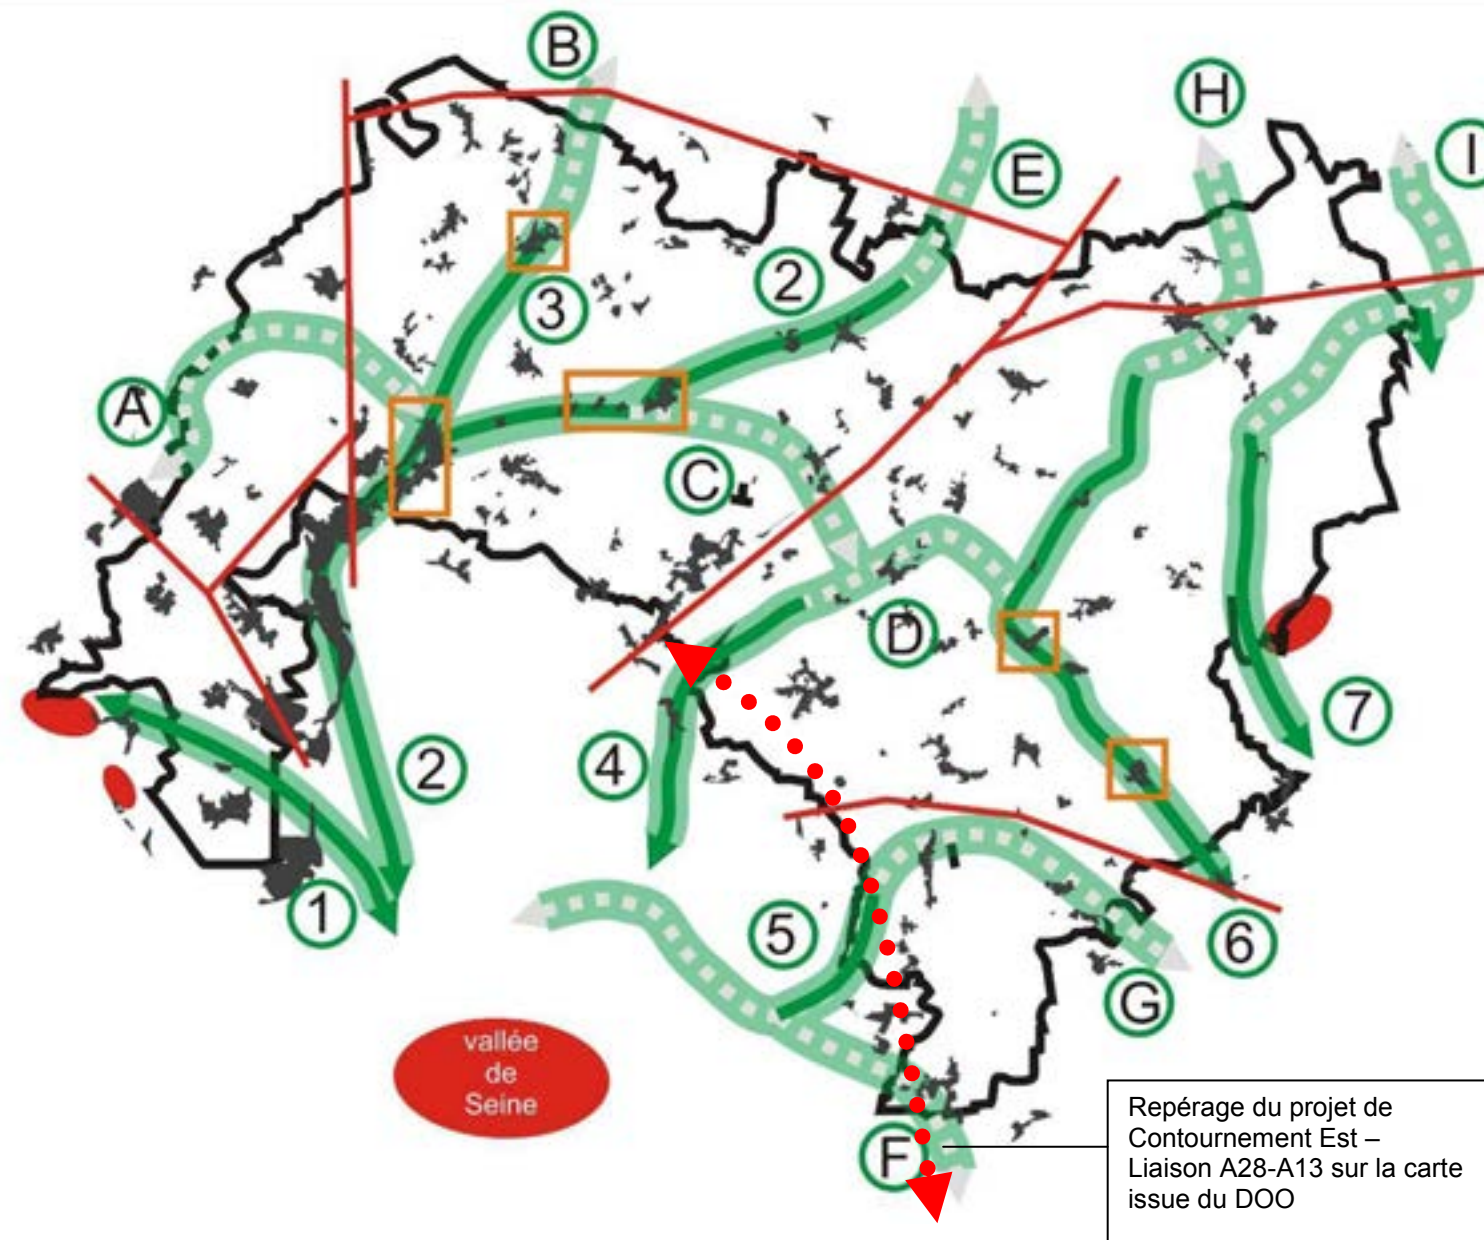 B
H
I
E
2
3
A
C
D
7
2
4
1
5
6
G
vallée
de
Seine
F
Repérage du projet de
Contournement Est –
Liaison A28-A13 sur la carte
issue du DOO